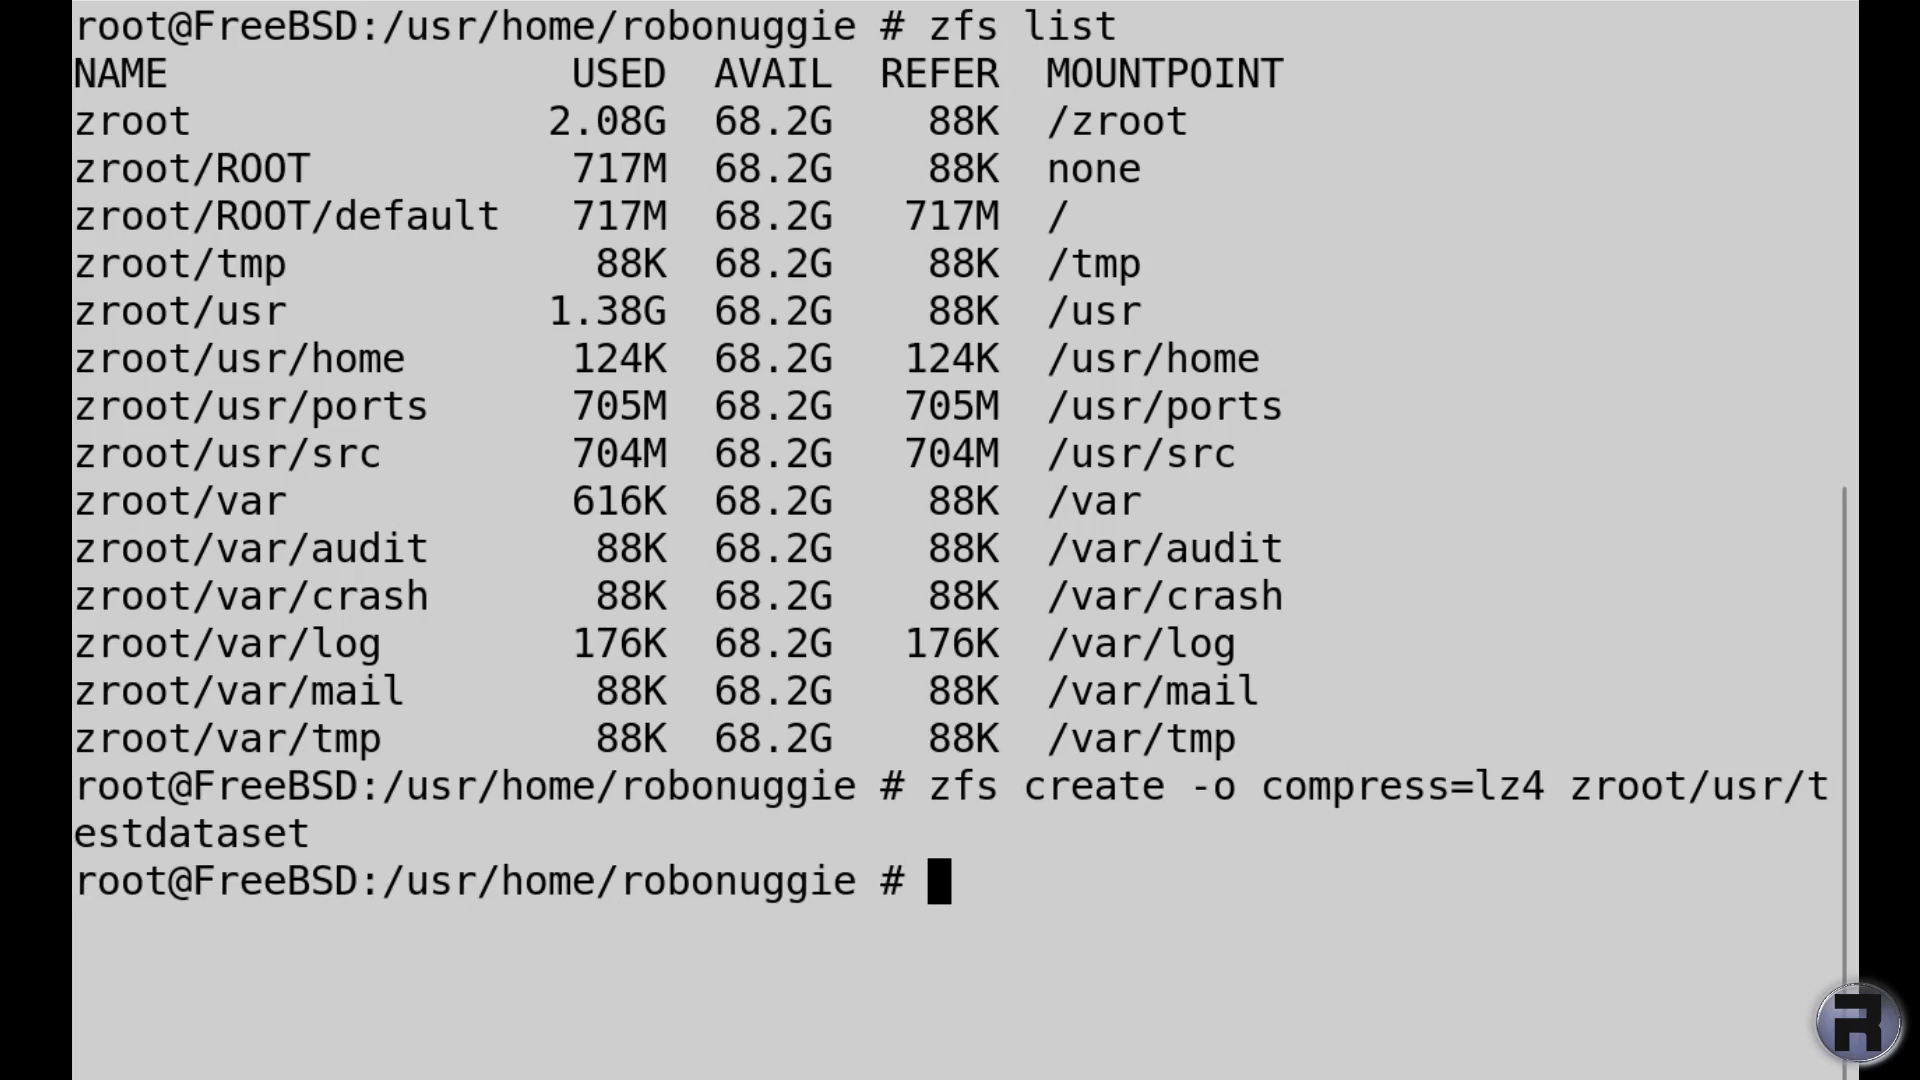 root@FreeBSD:/usr/home/robonuggie # zfs list
NAME                 USED  AVAIL  REFER  MOUNTPOINT
zroot               2.08G  68.2G    88K  /zroot
zroot/ROOT           717M  68.2G    88K  none
zroot/ROOT/default   717M  68.2G   717M  /
zroot/tmp             88K  68.2G    88K  /tmp
zroot/usr           1.38G  68.2G    88K  /usr
zroot/usr/home       124K  68.2G   124K  /usr/home
zroot/usr/ports      705M  68.2G   705M  /usr/ports
zroot/usr/src        704M  68.2G   704M  /usr/src
zroot/var            616K  68.2G    88K  /var
zroot/var/audit       88K  68.2G    88K  /var/audit
zroot/var/crash       88K  68.2G    88K  /var/crash
zroot/var/log        176K  68.2G   176K  /var/log
zroot/var/mail        88K  68.2G    88K  /var/mail
zroot/var/tmp         88K  68.2G    88K  /var/tmp
root@FreeBSD:/usr/home/robonuggie # zfs create -o compress=lz4 zroot/usr/t
estdataset
root@FreeBSD:/usr/home/robonuggie #
R